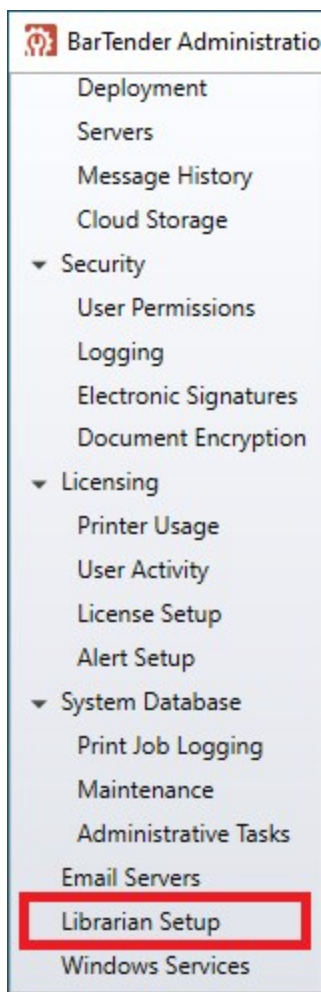 BarTender Administratio
Deployment
Servers
Message History
Cloud Storage
Security
User Permissions
Logging
Electronic Signatures
Document Encryption
Licensing
Printer Usage
User Activity
License Setup
Alert Setup
System Database
Print Job Logging
Maintenance
Administrative Tasks
Email Servers
Librarian Setup
Windows Services